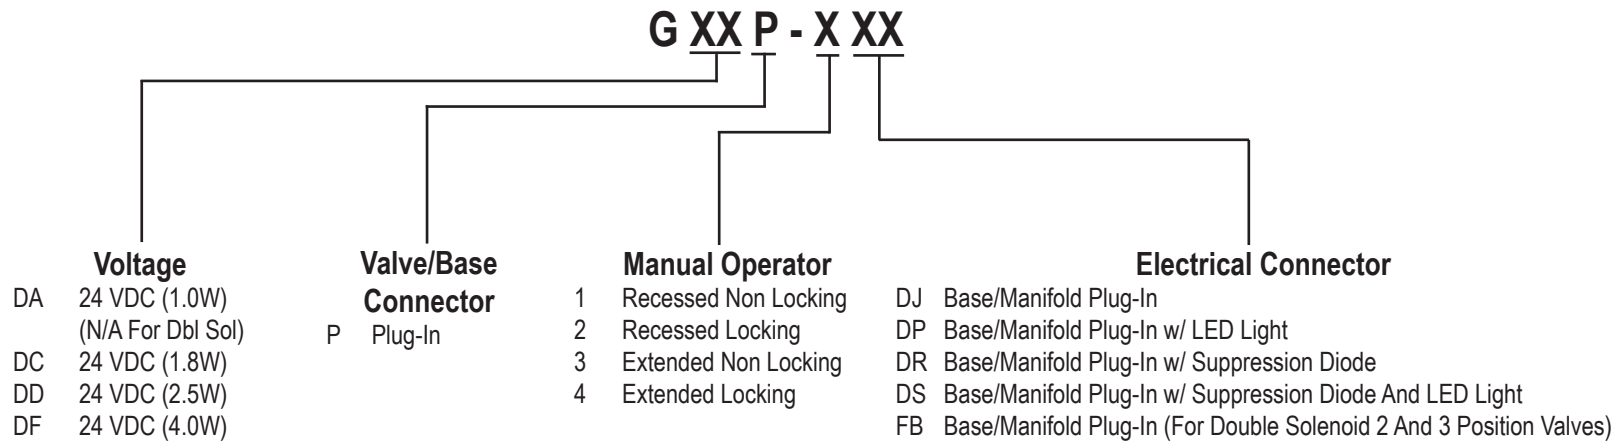 G XX P - X XX
Voltage
DA 24 VDC (1.0W)
(N/A For Dbl Sol)
DC 24 VDC (1.8W)
DD 24 VDC (2.5W)
DF 24 VDC (4.0W)
Valve/Base
Connector
P Plug-In
Manual Operator
1 Recessed Non Locking
2 Recessed Locking
3 Extended Non Locking
4 Extended Locking
Electrical Connector
DJ Base/Manifold Plug-In
DP Base/Manifold Plug-In w/ LED Light
DR Base/Manifold Plug-In w/ Suppression Diode
DS Base/Manifold Plug-In w/ Suppression Diode And LED Light
FB Base/Manifold Plug-In (For Double Solenoid 2 And 3 Position Valves)